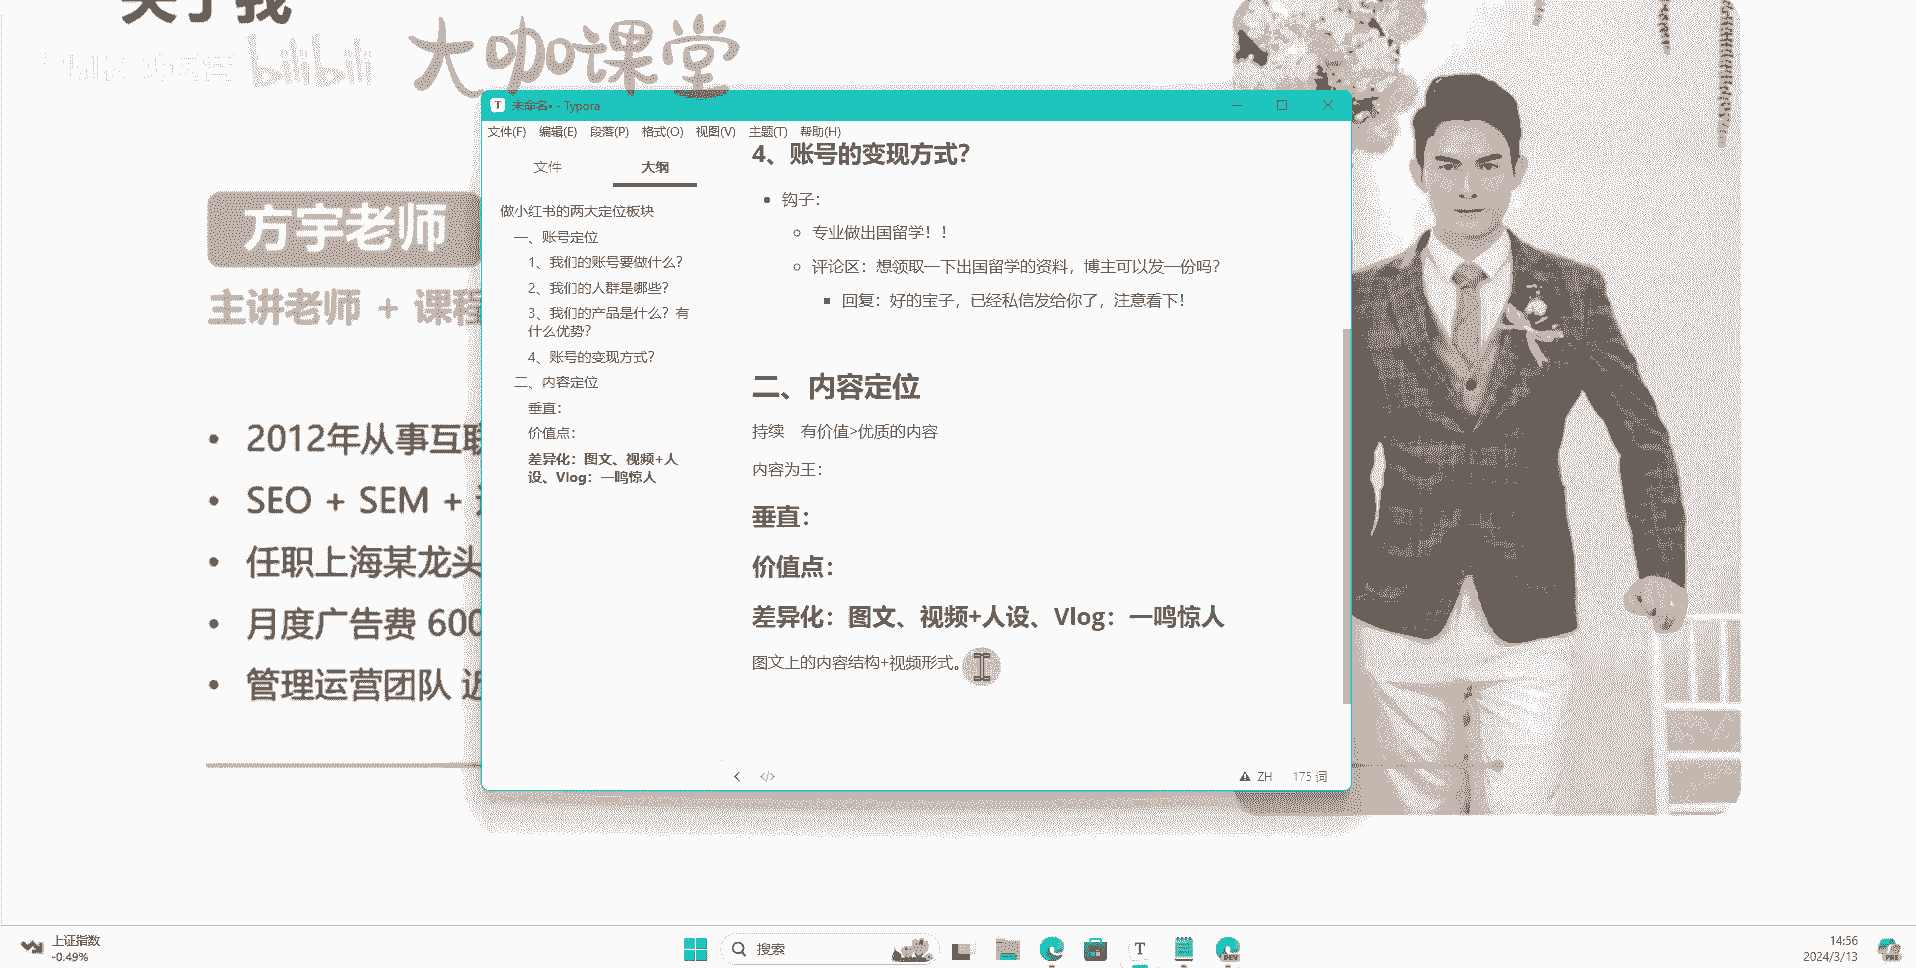 关于我
bilibili 大咖课堂
方宇老师
主讲老师 + 课程
• 2012年从事互联
• SEO + SEM +
• 任职上海某龙头
• 月度广告费 600
• 管理运营团队 近
未命名• - Typora
文件(F) 编辑(E) 段落(P) 格式(O) 视图(V) 主题(T) 帮助(H)
文件 大纲
做小红书的两大定位板块
一、账号定位
1、我们的账号要做什么？
2、我们的人群是哪些？
3、我们的产品是什么？有
什么优势？
4、账号的变现方式？
二、内容定位
垂直：
价值点：
差异化：图文、视频+人
设、Vlog：一鸣惊人
4、账号的变现方式？
• 钩子：
◦ 专业做出国留学！！
◦ 评论区：想领取一下出国留学的资料，博主可以发一份吗？
▪ 回复：好的宝子，已经私信发给你了，注意看下！
二、内容定位
持续 有价值>优质的内容
内容为王：
垂直：
价值点：
差异化：图文、视频+人设、Vlog：一鸣惊人
图文上的内容结构+视频形式。
</> ZH 175 词
上证指数
-0.49%
搜索
T
DEV
14:56
2024/3/13
PRE